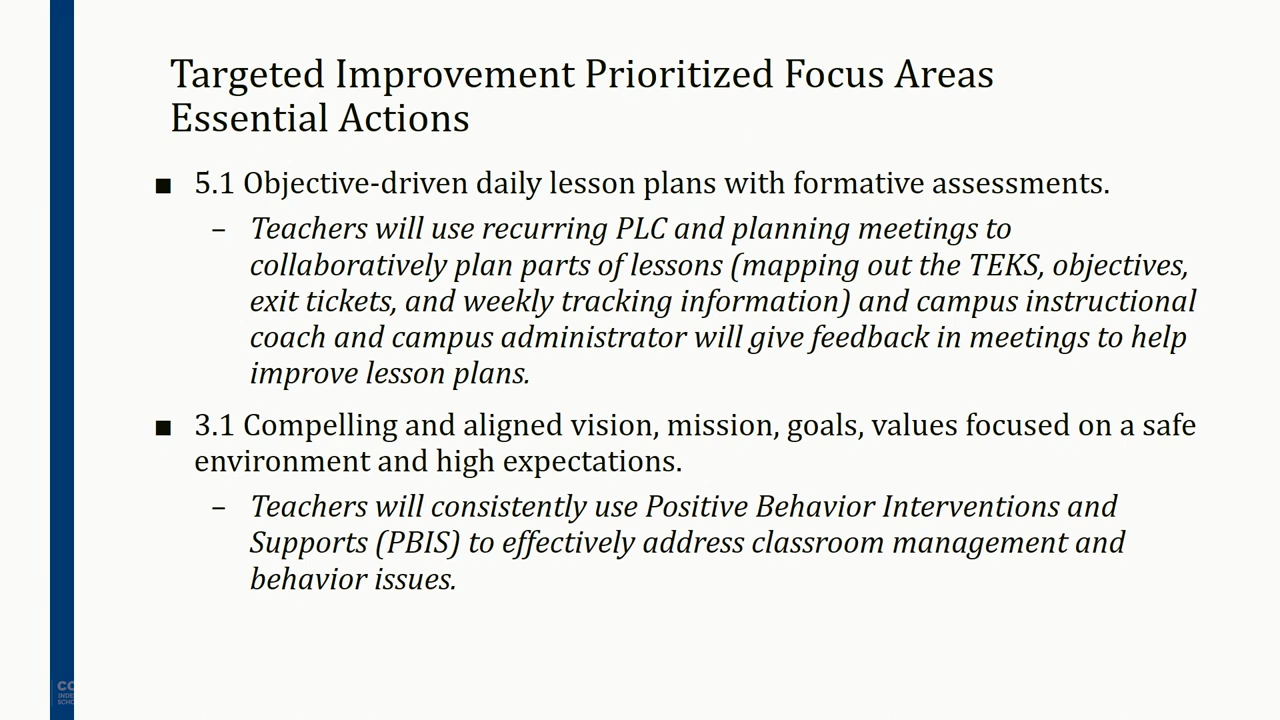 Targeted Improvement Prioritized Focus Areas
Essential Actions
■ 5.1 Objective-driven daily lesson plans with formative assessments.
– Teachers will use recurring PLC and planning meetings to
collaboratively plan parts of lessons (mapping out the TEKS, objectives,
exit tickets, and weekly tracking information) and campus instructional
coach and campus administrator will give feedback in meetings to help
improve lesson plans.
■ 3.1 Compelling and aligned vision, mission, goals, values focused on a safe
environment and high expectations.
– Teachers will consistently use Positive Behavior Interventions and
Supports (PBIS) to effectively address classroom management and
behavior issues.